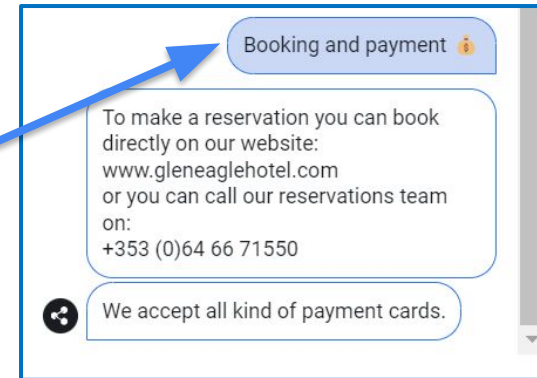 Booking and payment 💰
To make a reservation you can book
directly on our website:
www.gleneaglehotel.com
or you can call our reservations team
on:
+353 (0)64 66 71550
We accept all kind of payment cards.